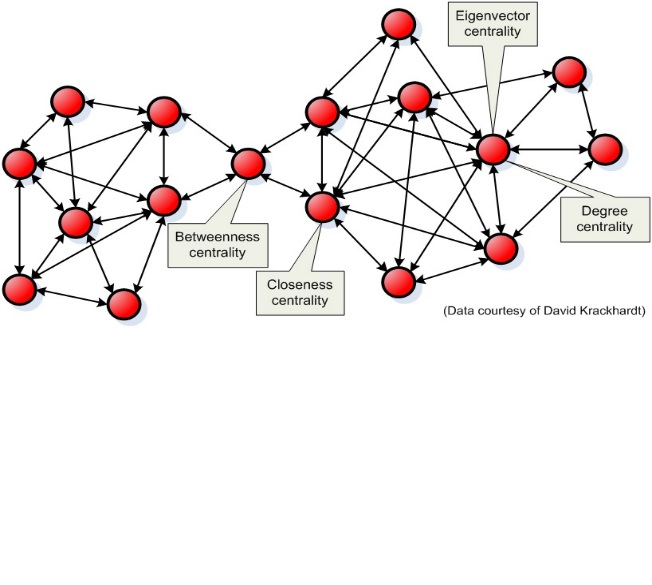 Eigenvector
centrality
Degree
centrality
Betweenness
centrality
Closeness
centrality
(Data courtesy of David Krackhardt)